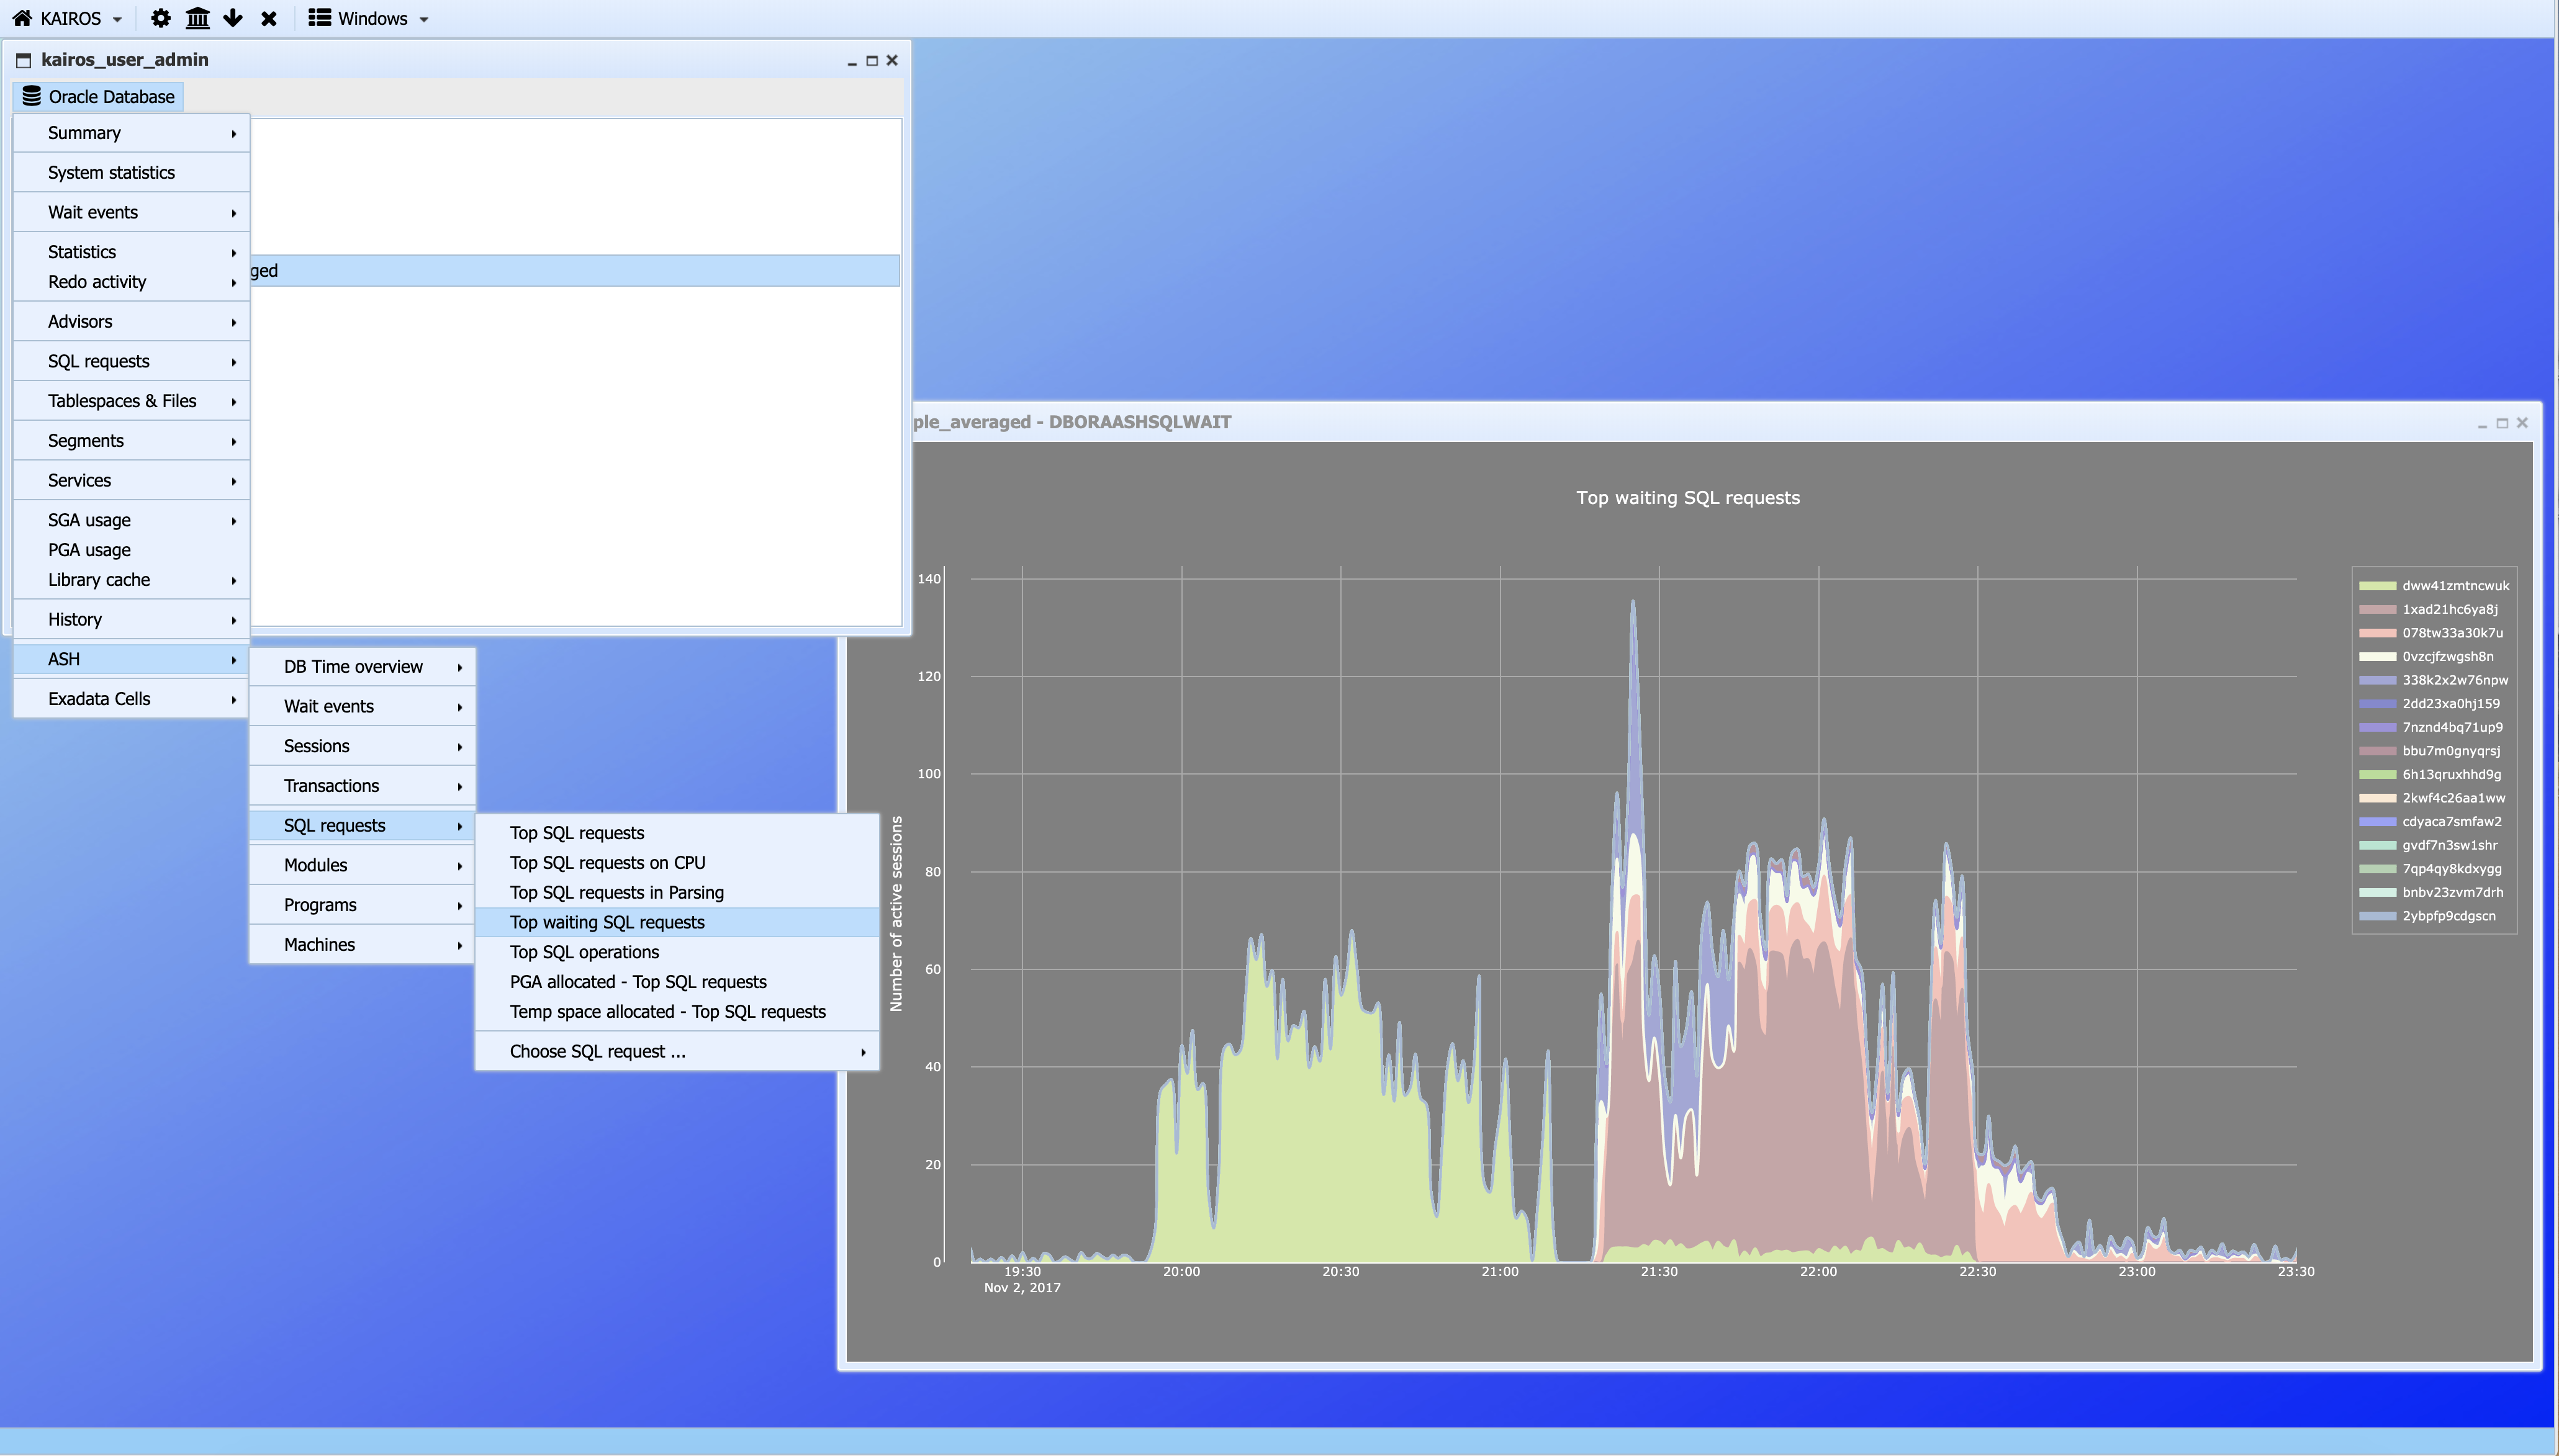 KAIROS Windows
kairos_user_admin
Oracle Database
Summary
System statistics
Wait events
Statistics
Redo activity
Advisors
SQL requests
Tablespaces & Files
Segments
Services
SGA usage
PGA usage
Library cache
History
ASH
Exadata Cells
ged
DB Time overview
Wait events
Sessions
Transactions
SQL requests
Modules
Programs
Machines
Top SQL requests
Top SQL requests on CPU
Top SQL requests in Parsing
Top waiting SQL requests
Top SQL operations
PGA allocated - Top SQL requests
Temp space allocated - Top SQL requests
Choose SQL request ...
ple_averaged - DBORAASHSQLWAIT
Top waiting SQL requests
Number of active sessions
140
120
100
80
60
40
20
0
19:30 20:00 20:30 21:00 21:30 22:00 22:30 23:00 23:30
Nov 2, 2017
dww41zmtncwuk
1xad21hc6ya8j
078tw33a30k7u
0vzcjfzwgsh8n
338k2x2w76npw
2dd23xa0hj159
7nznd4bq71up9
bbu7m0gnyqrsj
6h13qruxhhd9g
2kwf4c26aa1ww
cdyaca7smfaw2
gvdf7n3sw1shr
7qp4qy8kdxygg
bnbv23zvm7drh
2ybpfp9cdgscn